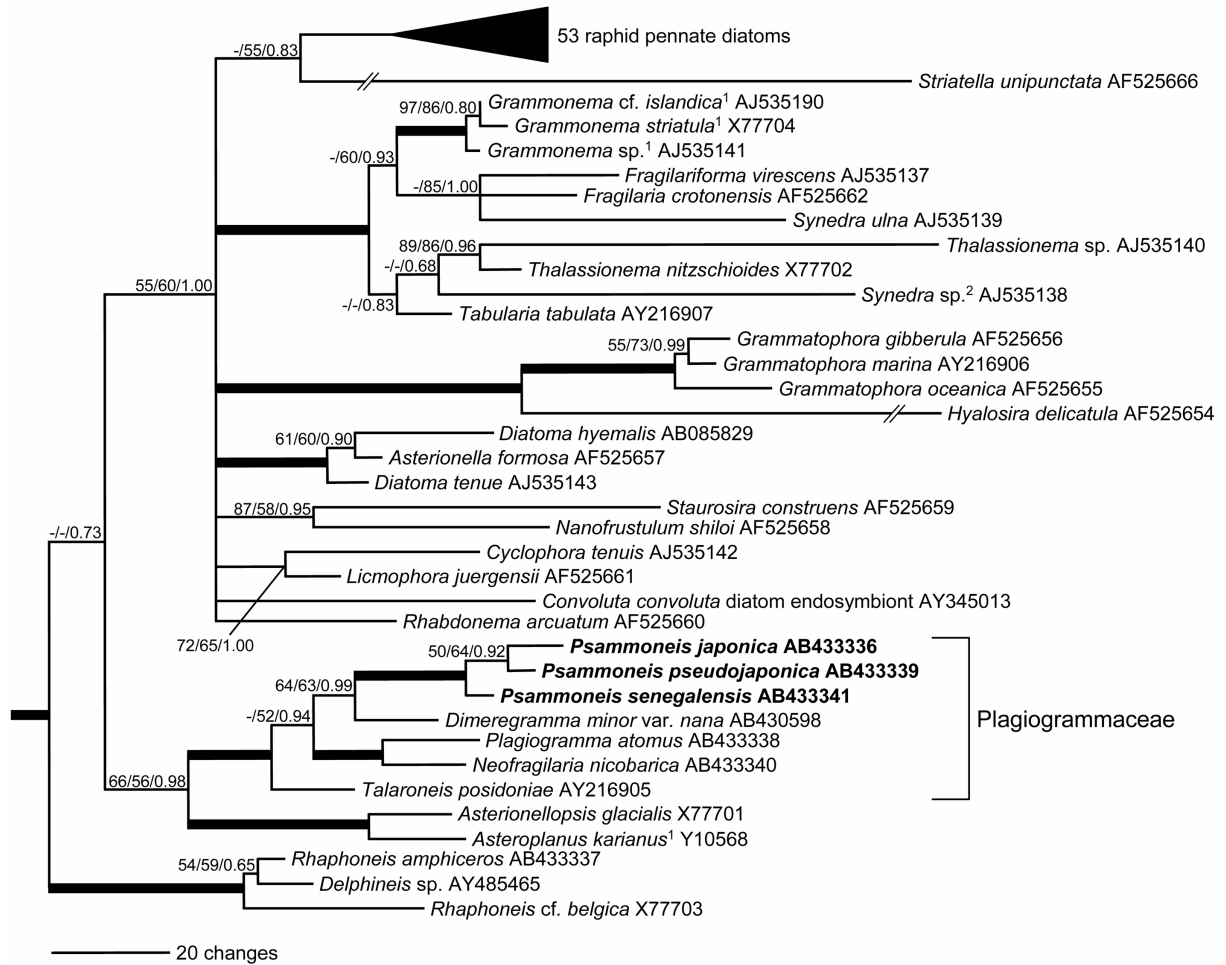 53 raphid pennate diatoms
-/55/0.83
Striatella unipunctata AF525666
97/86/0.80
Grammonema cf. islandica¹ AJ535190
Grammonema striatula¹ X77704
Grammonema sp.¹ AJ535141
-/60/0.93
Fragilariforma virescens AJ535137
-/85/1.00
Fragilaria crotonensis AF525662
Synedra ulna AJ535139
89/86/0.96
Thalassionema sp. AJ535140
-/-/0.68
Thalassionema nitzschioides X77702
55/60/1.00
Synedra sp.² AJ535138
-/-/0.83
Tabularia tabulata AY216907
Grammatophora gibberula AF525656
55/73/0.99
Grammatophora marina AY216906
Grammatophora oceanica AF525655
Hyalosira delicatula AF525654
Diatoma hyemalis AB085829
61/60/0.90
Asterionella formosa AF525657
Diatoma tenue AJ535143
87/58/0.95
Staurosira construens AF525659
Nanofrustulum shiloi AF525658
-/-/0.73
Cyclophora tenuis AJ535142
Licmophora juergensii AF525661
Convoluta convoluta diatom endosymbiont AY345013
Rhabdonema arcuatum AF525660
72/65/1.00
50/64/0.92
Psammoneis japonica AB433336
Psammoneis pseudojaponica AB433339
64/63/0.99
Psammoneis senegalensis AB433341
-/52/0.94
Dimeregramma minor var. nana AB430598
Plagiogrammaceae
Plagiogramma atomus AB433338
Neofragilaria nicobarica AB433340
66/56/0.98
Talaroneis posidoniae AY216905
Asterionellopsis glacialis X77701
Asteroplanus karianus¹ Y10568
54/59/0.65
Rhaphoneis amphiceros AB433337
Delphineis sp. AY485465
Rhaphoneis cf. belgica X77703
20 changes